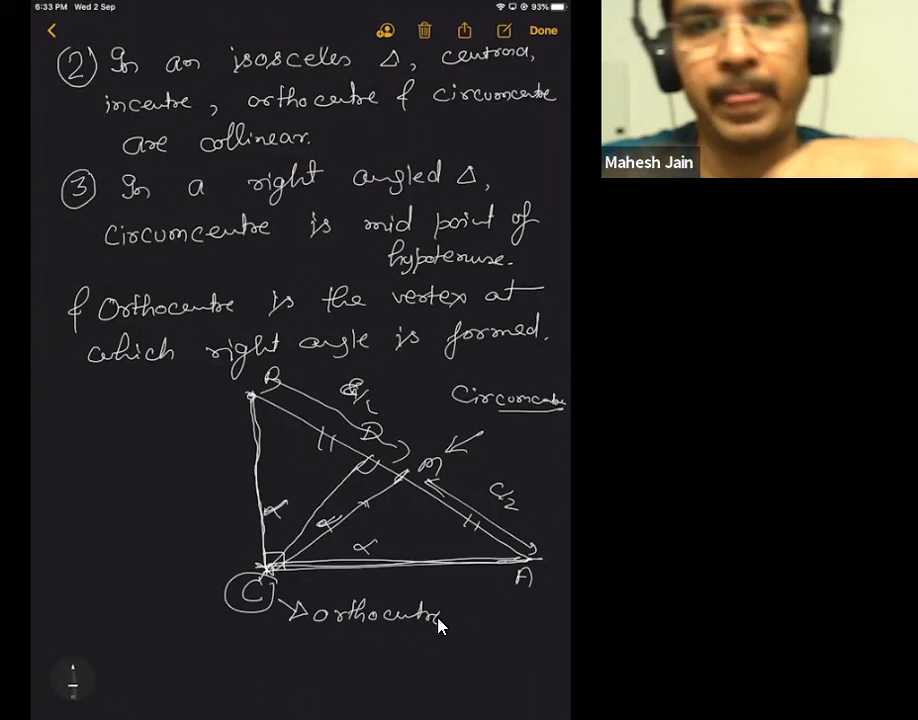 6:33 PM Wed 2 Sep
93%
Done
Mahesh Jain
② In an isosceles Δ, centroid,
incentre, orthocentre & circumcentre
are collinear.
③ In a right angled Δ,
circumcentre is mid point of
hypotenuse.
& Orthocentre is the vertex at
which right angle is formed.
B
Circumcentre
D
M
C/2
A
C
orthocentre